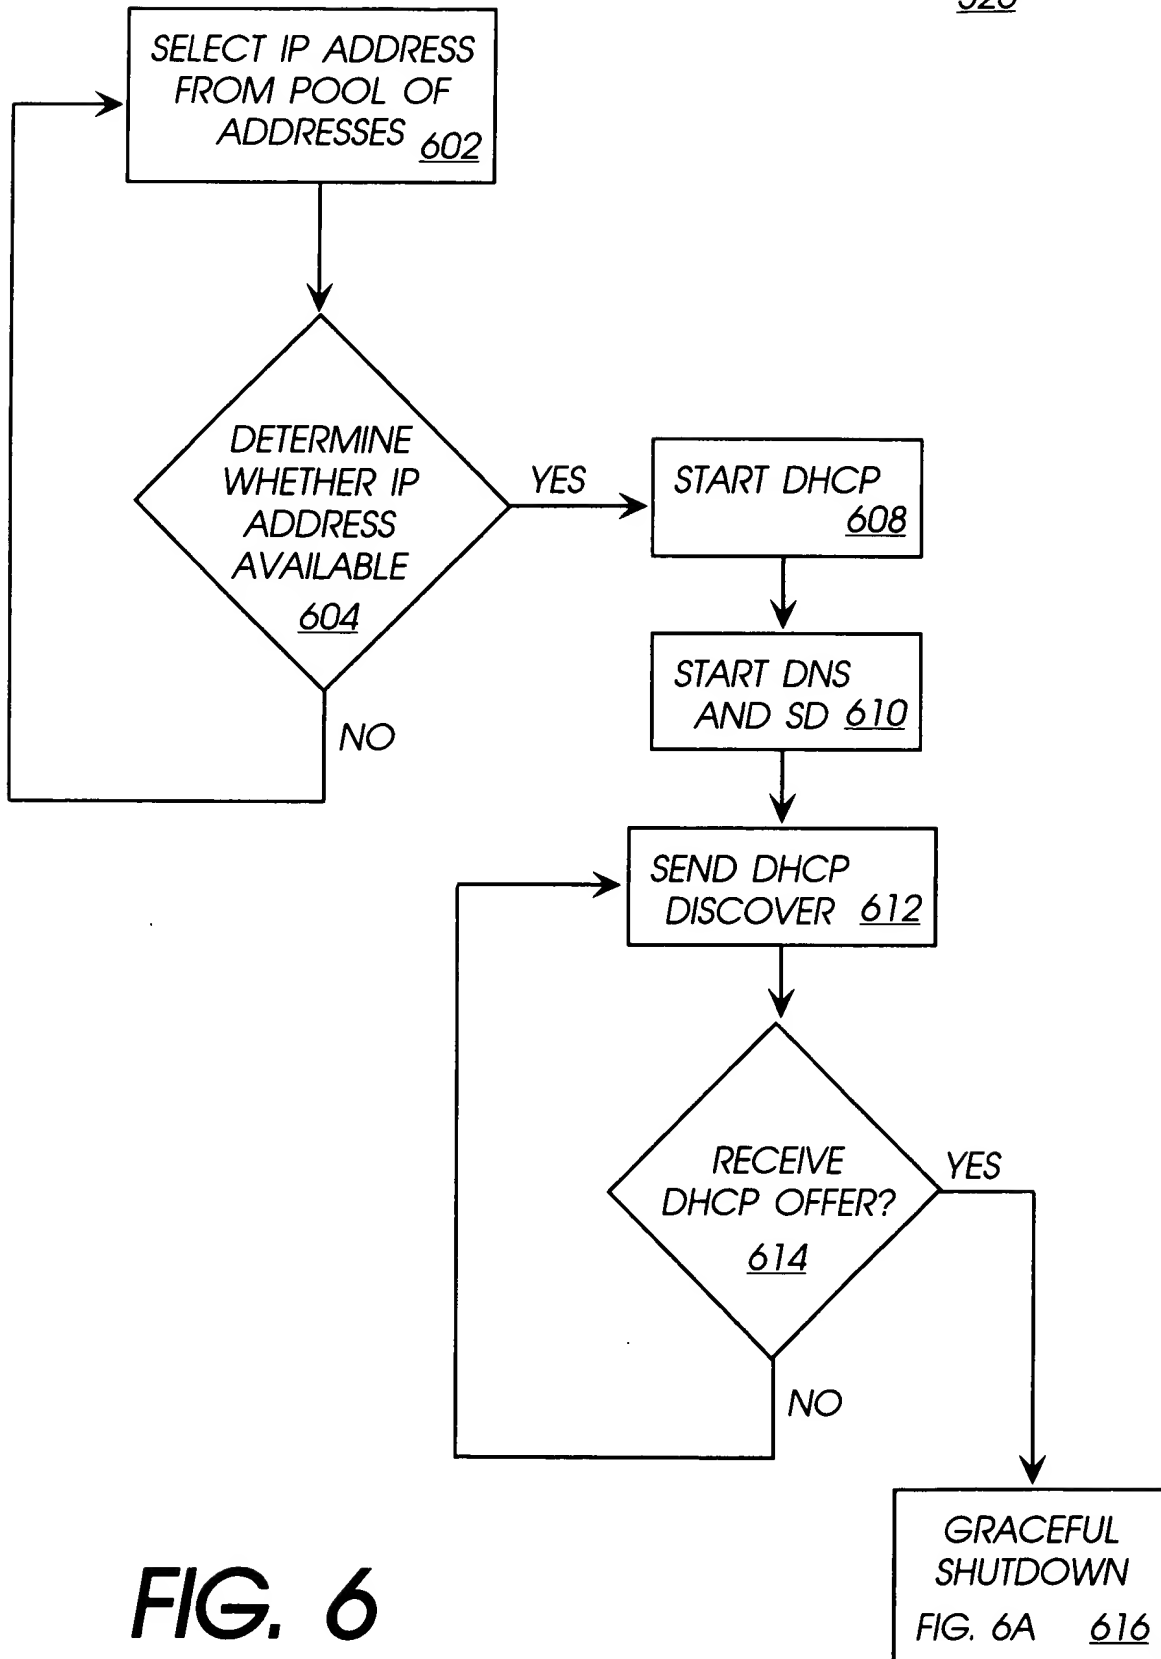 SELECT IP ADDRESS
FROM POOL OF
ADDRESSES 602
DETERMINE
WHETHER IP
ADDRESS
AVAILABLE
604
YES
NO
START DHCP
608
START DNS
AND SD 610
SEND DHCP
DISCOVER 612
RECEIVE
DHCP OFFER?
614
YES
NO
GRACEFUL
SHUTDOWN
FIG. 6A 616
FIG. 6